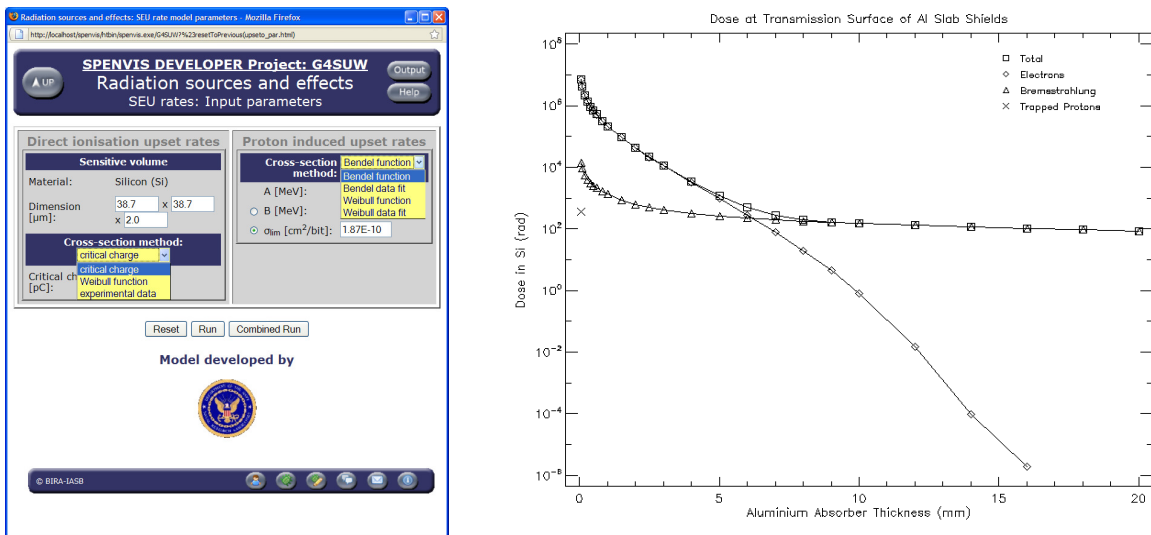 Radiation sources and effects: SEU rate model parameters - Mozilla Firefox
http://localhost/spenvis/htbin/spenvis.exe/G4SUW?%23resetToPrevious(upseto_par.html)
UP
SPENVIS DEVELOPER Project: G4SUW
Radiation sources and effects
SEU rates: Input parameters
Output
Help
Direct ionisation upset rates
Sensitive volume
Material: Silicon (Si)
Dimension [µm]: 38.7 x 38.7
x 2.0
Cross-section method:
critical charge
critical charge
Weibull function
experimental data
Critical ch
[pC]:
Proton induced upset rates
Cross-section method: Bendel function
Bendel function
Bendel data fit
Weibull function
Weibull data fit
A [MeV]:
B [MeV]:
σlim [cm²/bit]: 1.87E-10
Reset Run Combined Run
Model developed by
© BIRA-IASB
Dose at Transmission Surface of Al Slab Shields
Total
Electrons
Bremsstrahlung
Trapped Protons
Dose in Si (rad)
10⁸
10⁶
10⁴
10²
10⁰
10⁻²
10⁻⁴
10⁻⁶
0 5 10 15 20
Aluminium Absorber Thickness (mm)